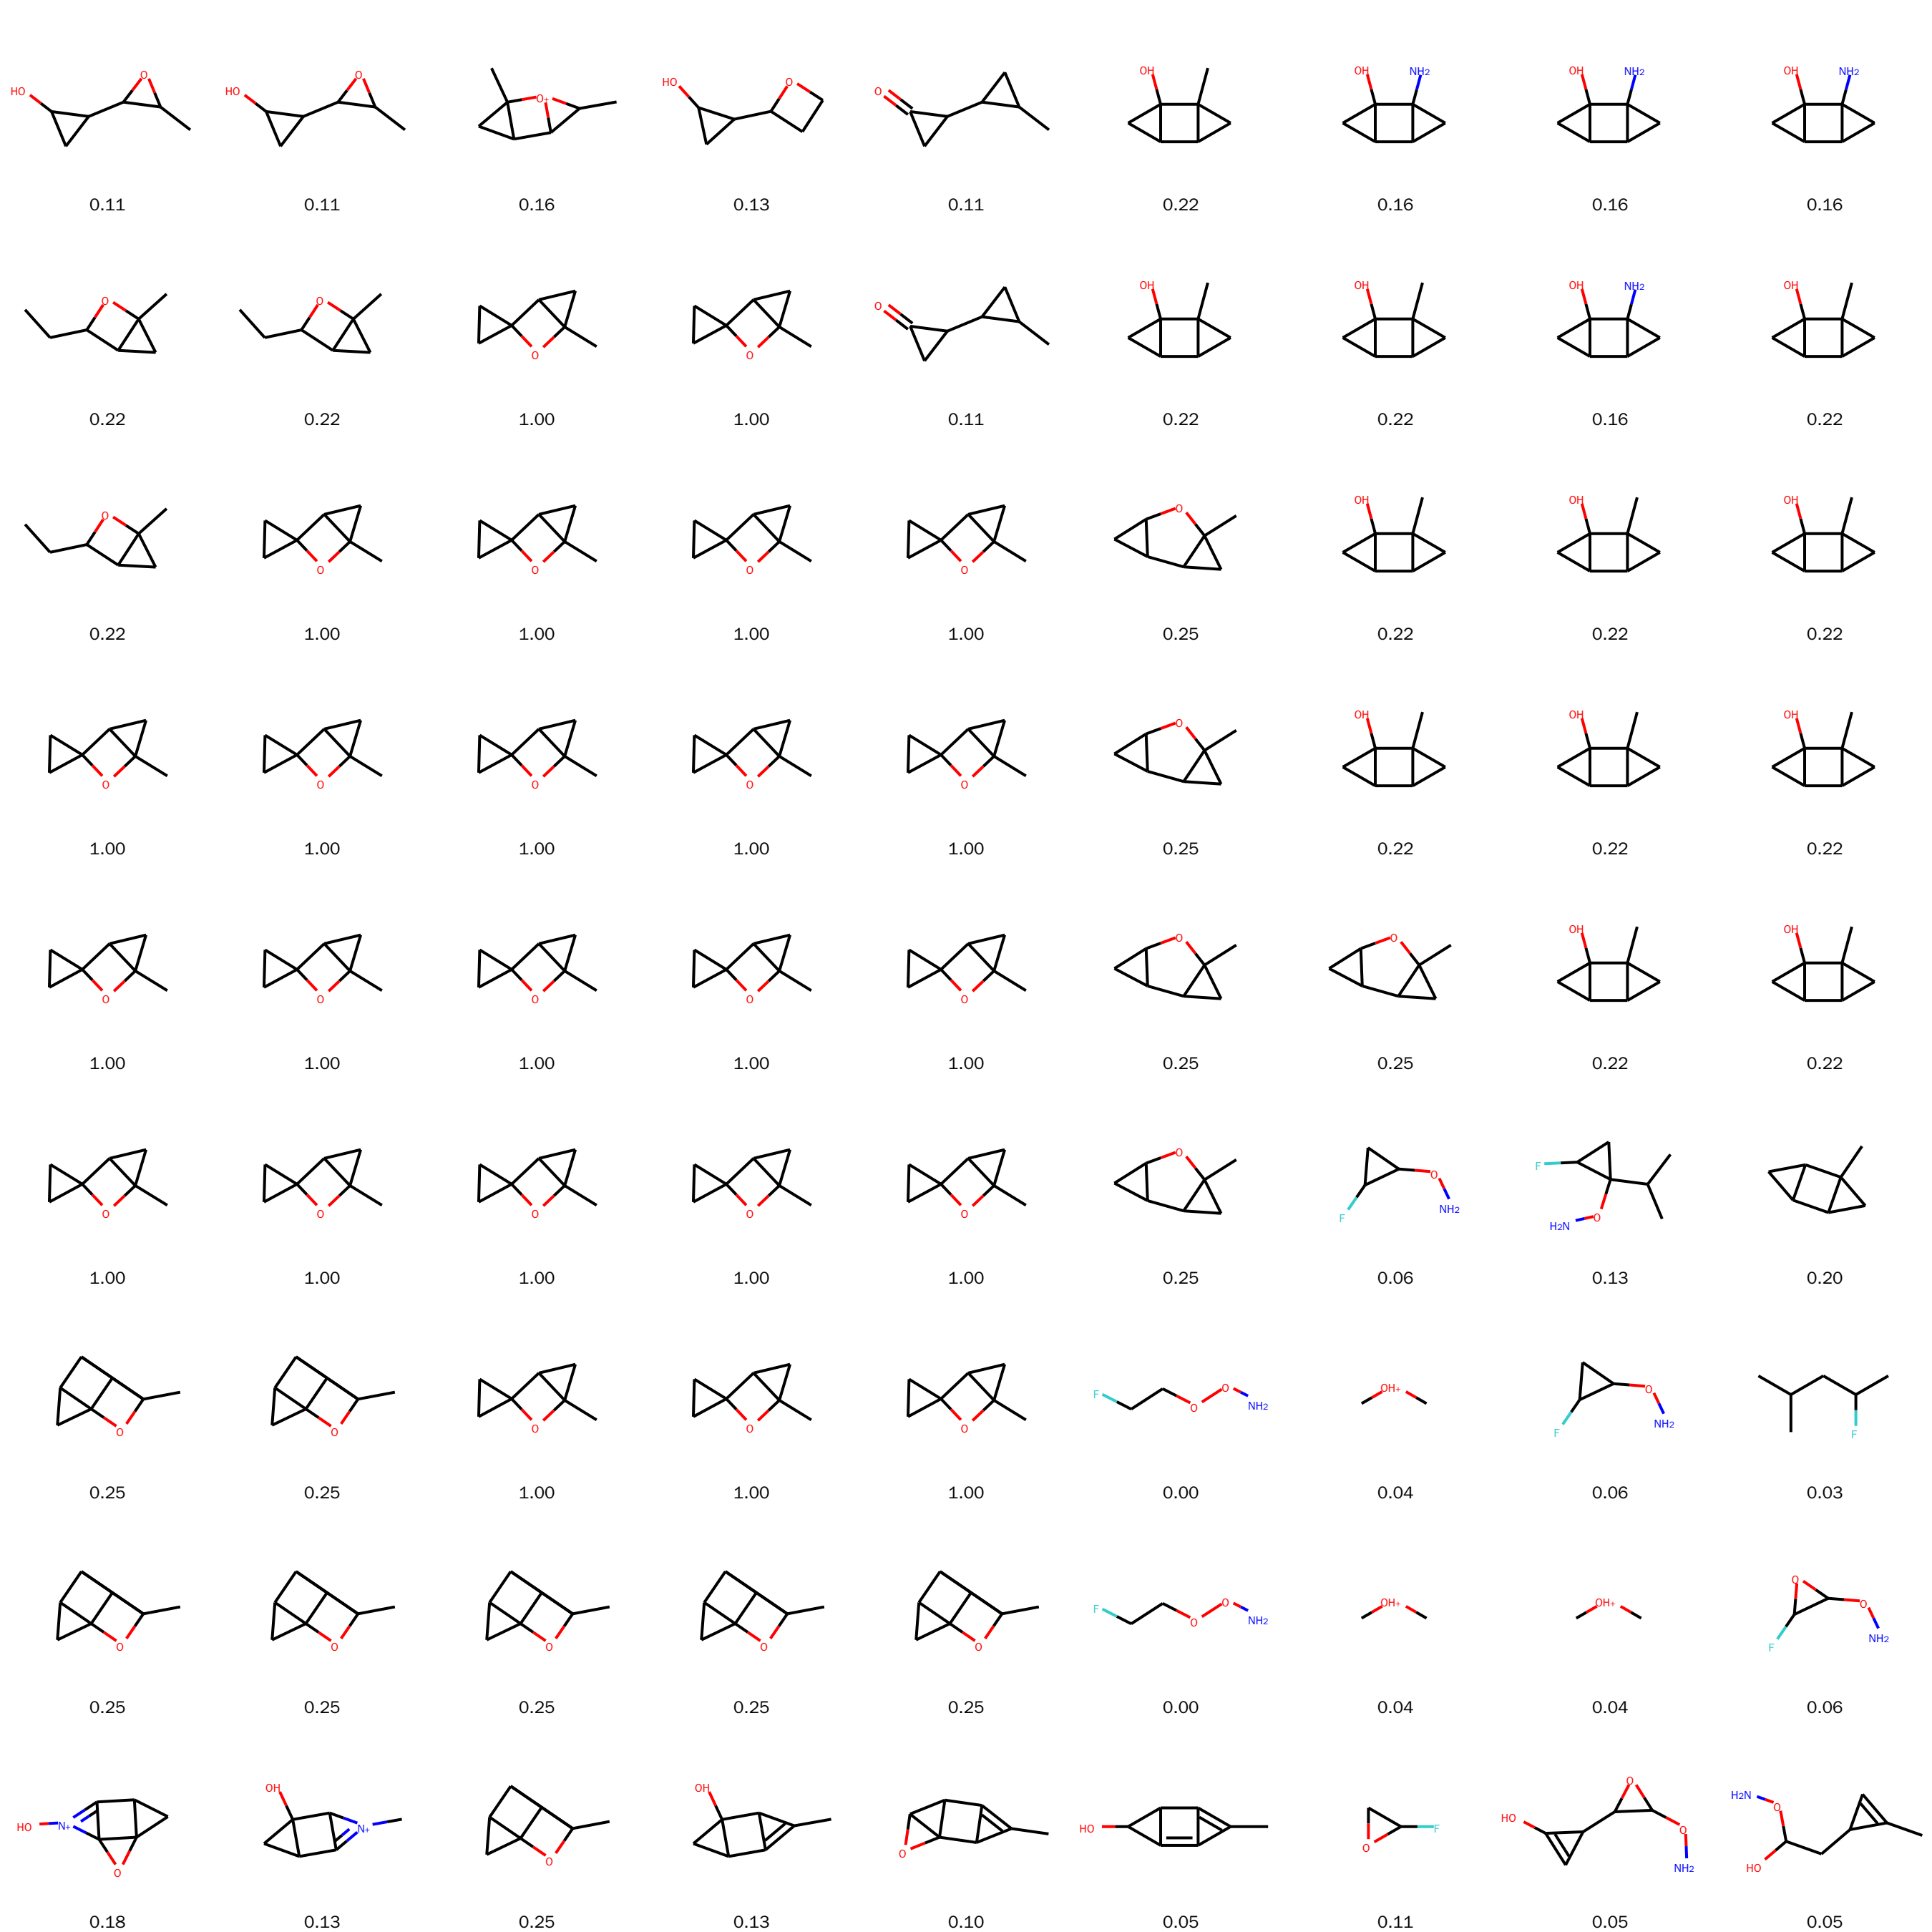 HO O HO O O+ HO O O OH OH NH2 OH NH2 OH NH2
0.11 0.11 0.16 0.13 0.11 0.22 0.16 0.16 0.16
O O O O O OH OH OH NH2 OH
0.22 0.22 1.00 1.00 0.11 0.22 0.22 0.16 0.22
O O O O O O OH OH OH
0.22 1.00 1.00 1.00 1.00 0.25 0.22 0.22 0.22
O O O O O O OH OH OH
1.00 1.00 1.00 1.00 1.00 0.25 0.22 0.22 0.22
O O O O O O O OH OH
1.00 1.00 1.00 1.00 1.00 0.25 0.25 0.22 0.22
O O O O O O F O NH2 F H2N O
1.00 1.00 1.00 1.00 1.00 0.25 0.06 0.13 0.20
O O O O O F O O NH2 OH+ F O NH2 F
0.25 0.25 1.00 1.00 1.00 0.00 0.04 0.06 0.03
O O O O O F O O NH2 OH+ OH+ O F O NH2
0.25 0.25 0.25 0.25 0.25 0.00 0.04 0.04 0.06
HO N+ O OH N+ O OH O HO O F HO O O NH2 H2N O HO
0.18 0.13 0.25 0.13 0.10 0.05 0.11 0.05 0.05